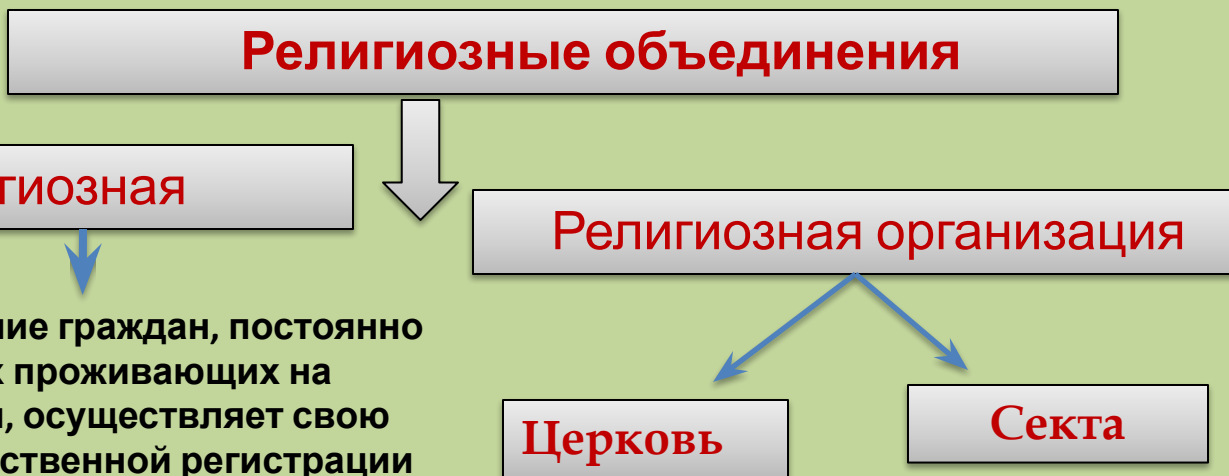 Религиозные объединения
гиозная
Религиозная организация
ние граждан, постоянно
х проживающих на
, осуществляет свою
ственной регистрации
Церковь
Секта